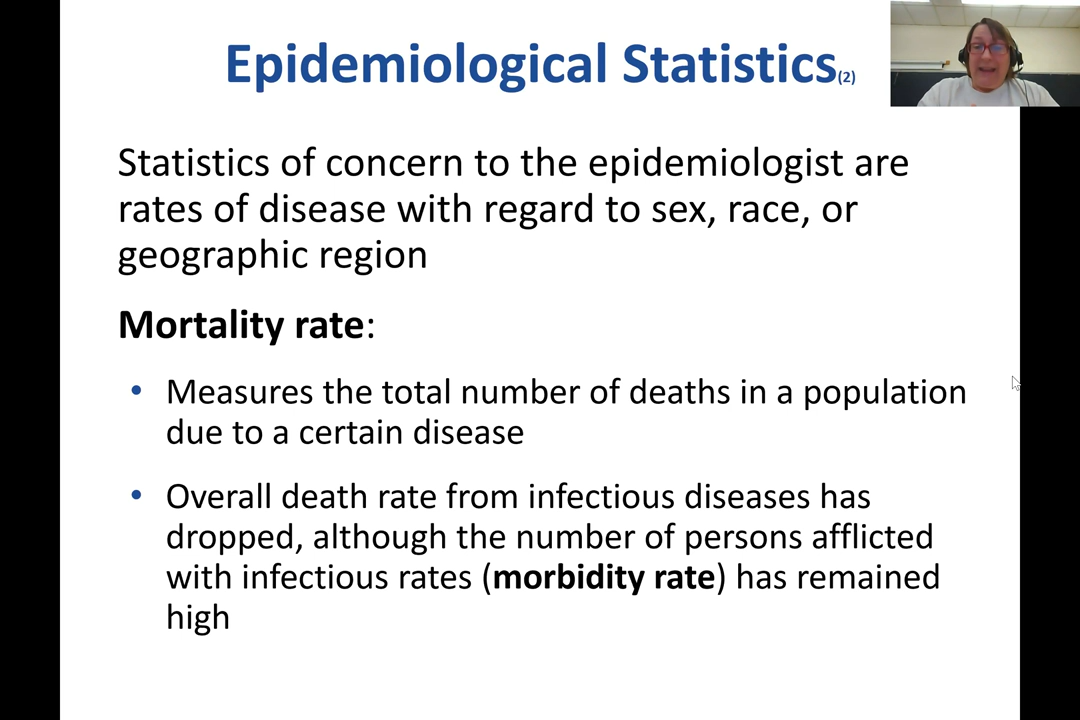 Epidemiological Statistics(2)
Statistics of concern to the epidemiologist are
rates of disease with regard to sex, race, or
geographic region
Mortality rate:
• Measures the total number of deaths in a population
due to a certain disease
• Overall death rate from infectious diseases has
dropped, although the number of persons afflicted
with infectious rates (morbidity rate) has remained
high